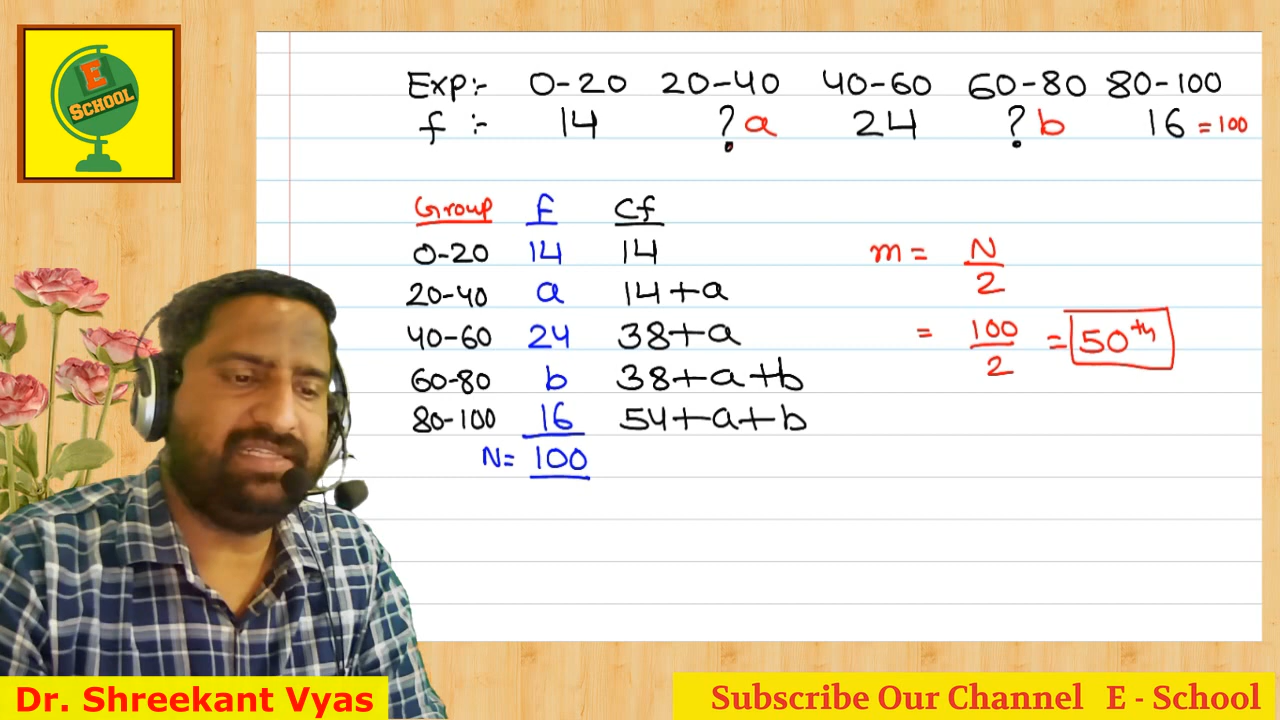 E
SCHOOL
Exp:- 0-20 20-40 40-60 60-80 80-100
f :- 14 ? a 24 ? b 16 = 100
Group F Cf
0-20 14 14
20-40 a 14+a
40-60 24 38+a
60-80 b 38+a+b
80-100 16 54+a+b
N= 100
m = N/2
= 100/2 = 50th
Dr. Shreekant Vyas
Subscribe Our Channel E - School